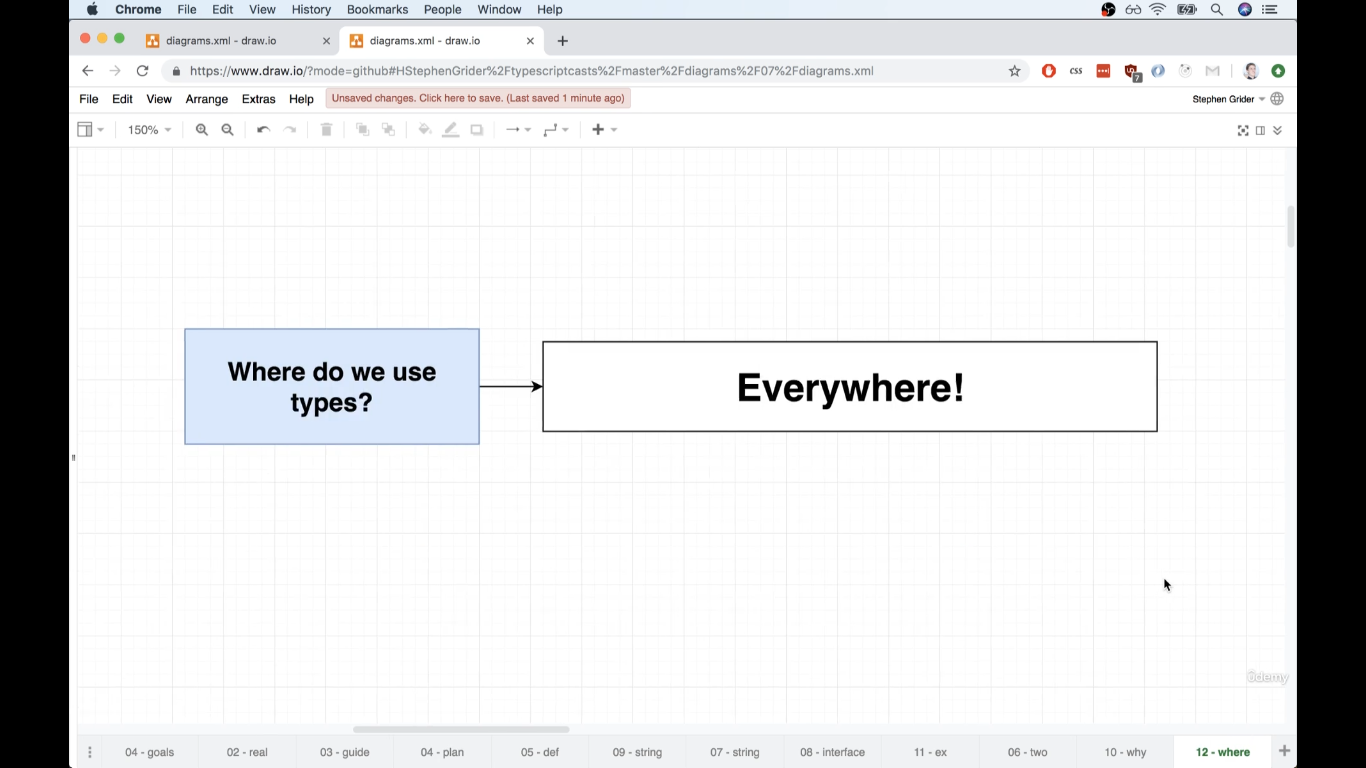 Chrome File Edit View History Bookmarks People Window Help
diagrams.xml - draw.io
diagrams.xml - draw.io
https://www.draw.io/?mode=github#HStephenGrider%2Ftypescriptcasts%2Fmaster%2Fdiagrams%2F07%2Fdiagrams.xml
css
7
File Edit View Arrange Extras Help Unsaved changes. Click here to save. (Last saved 1 minute ago) Stephen Grider
150%
Where do we use
types?
Everywhere!
ûdemy
04 - goals 02 - real 03 - guide 04 - plan 05 - def 09 - string 07 - string 08 - interface 11 - ex 06 - two 10 - why 12 - where